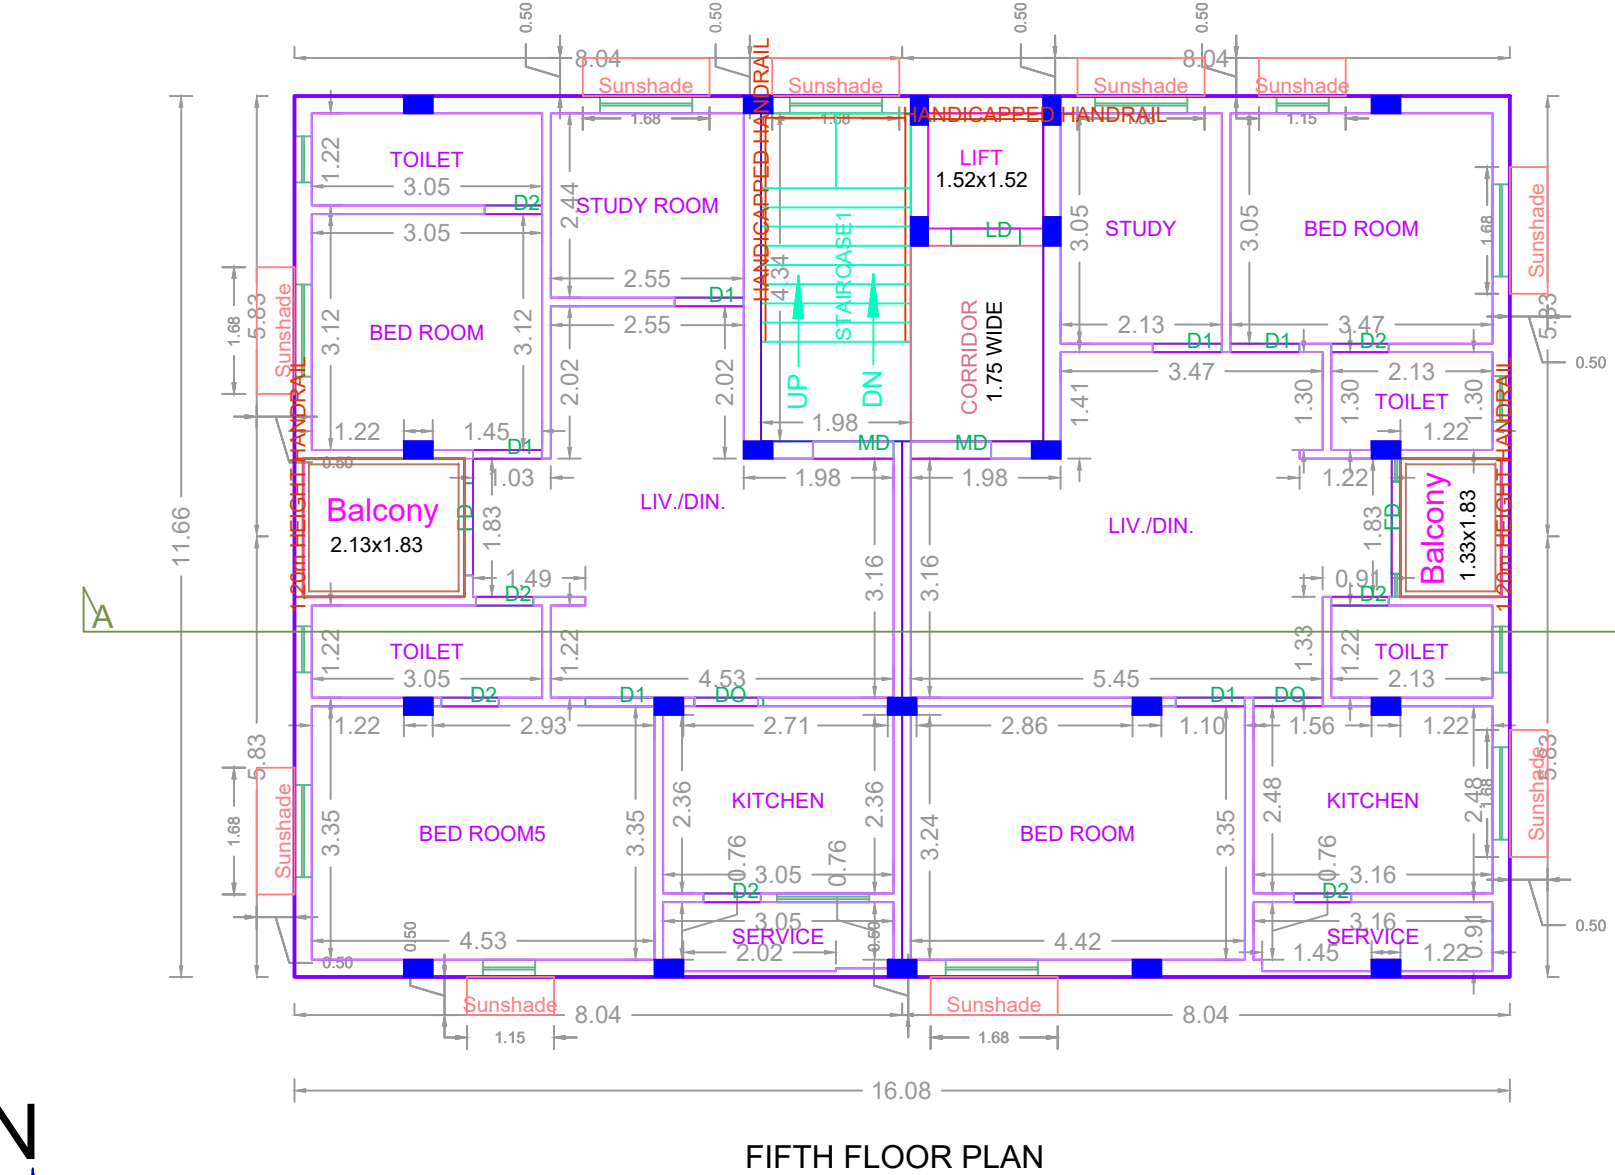 0.50
0.50
0.50
0.50
8.04
8.04
Sunshade
Sunshade
Sunshade
Sunshade
HANDICAPPED HANDRAIL
HANDICAPPED HANDRAIL
1.68
1.15
TOILET
1.22
3.05
D2
3.05
STUDY ROOM
2.44
2.55
D1
2.55
LIFT
1.52x1.52
LD
STAIRCASE1
4.34
UP
DN
1.98
CORRIDOR
1.75 WIDE
STUDY
3.05
2.13
D1
BED ROOM
3.05
3.47
D1
D2
1.68
Sunshade
5.83
0.50
Sunshade
1.68
5.83
BED ROOM
3.12
3.12
2.02
2.02
1.22
1.45
D1
1.03
0.50
1.20m HEIGHT HANDRAIL
MD
MD
1.98
1.98
3.47
1.41
1.30
1.30
2.13
TOILET
1.30
1.22
1.22
1.20m HEIGHT HANDRAIL
Balcony
2.13x1.83
FD
1.83
LIV./DIN.
LIV./DIN.
1.83
FD
Balcony
1.33x1.83
11.66
1.49
D2
3.16
3.16
0.91
D2
A
TOILET
1.22
3.05
1.22
4.53
5.45
1.33
1.22
TOILET
2.13
D2
D1
DO
D1
DO
1.22
2.93
2.71
2.86
1.10
1.56
1.22
5.83
1.68
Sunshade
3.35
BED ROOM5
3.35
2.36
KITCHEN
2.36
3.24
BED ROOM
3.35
2.48
KITCHEN
2.48
1.68
Sunshade
5.83
0.76
3.05
0.76
0.76
3.16
D2
D2
0.50
4.53
0.50
3.05
SERVICE
2.02
0.50
4.42
3.16
SERVICE
1.45
1.22
0.91
0.50
Sunshade
8.04
1.15
Sunshade
8.04
1.68
16.08
N
FIFTH FLOOR PLAN